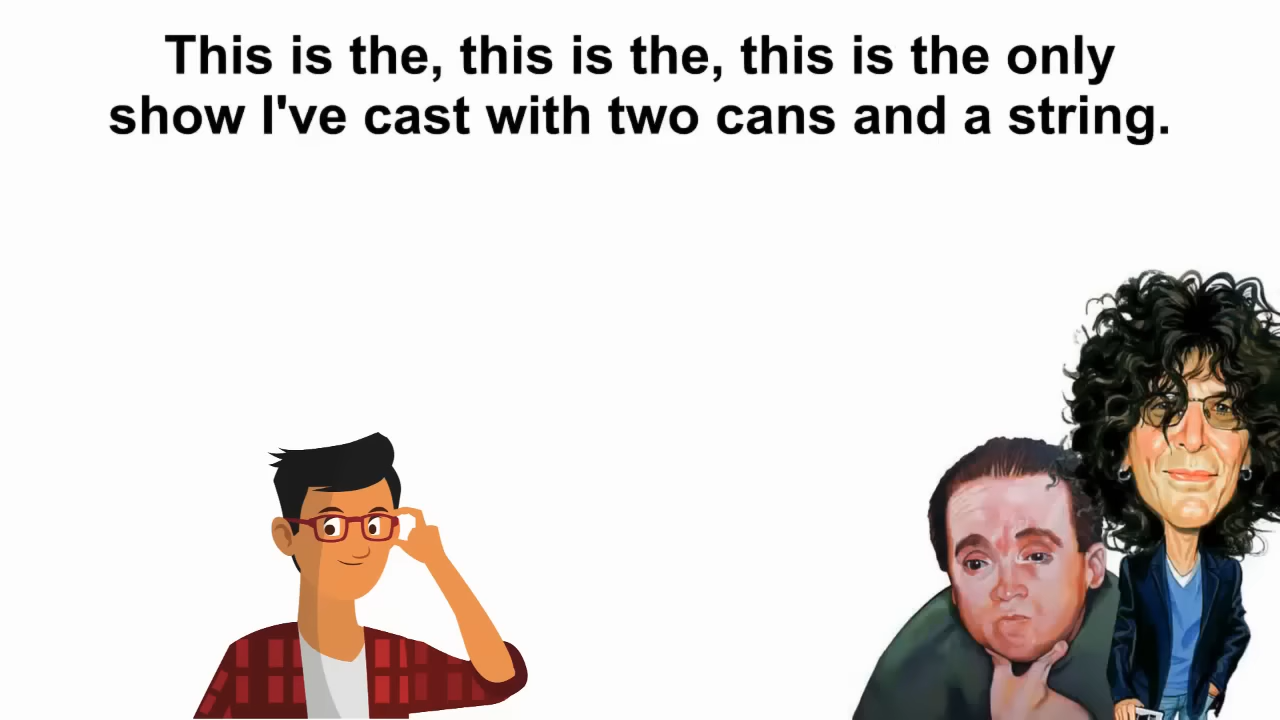 This is the, this is the, this is the only
show I've cast with two cans and a string.